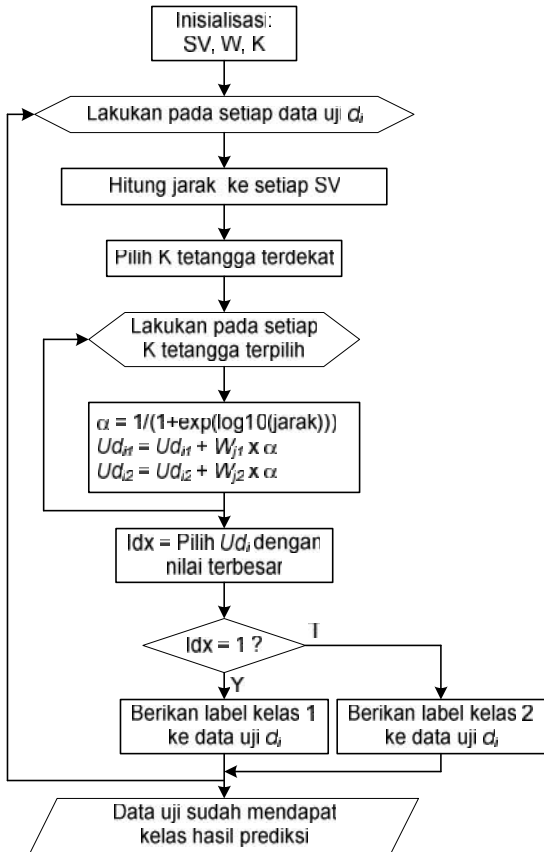 Inisialisasi:
SV, W, K
Lakukan pada setiap data uji di
Hitung jarak ke setiap SV
Pilih K tetangga terdekat
Lakukan pada setiap
K tetangga terpilih
α = 1/(1+exp(log10(jarak)))
Udi1 = Udi1 + Wj1 x α
Udi2 = Udi2 + Wj2 x α
Idx = Pilih Udi dengan
nilai terbesar
Idx = 1 ?
T
Y
Berikan label kelas 1
ke data uji di
Berikan label kelas 2
ke data uji di
Data uji sudah mendapat
kelas hasil prediksi